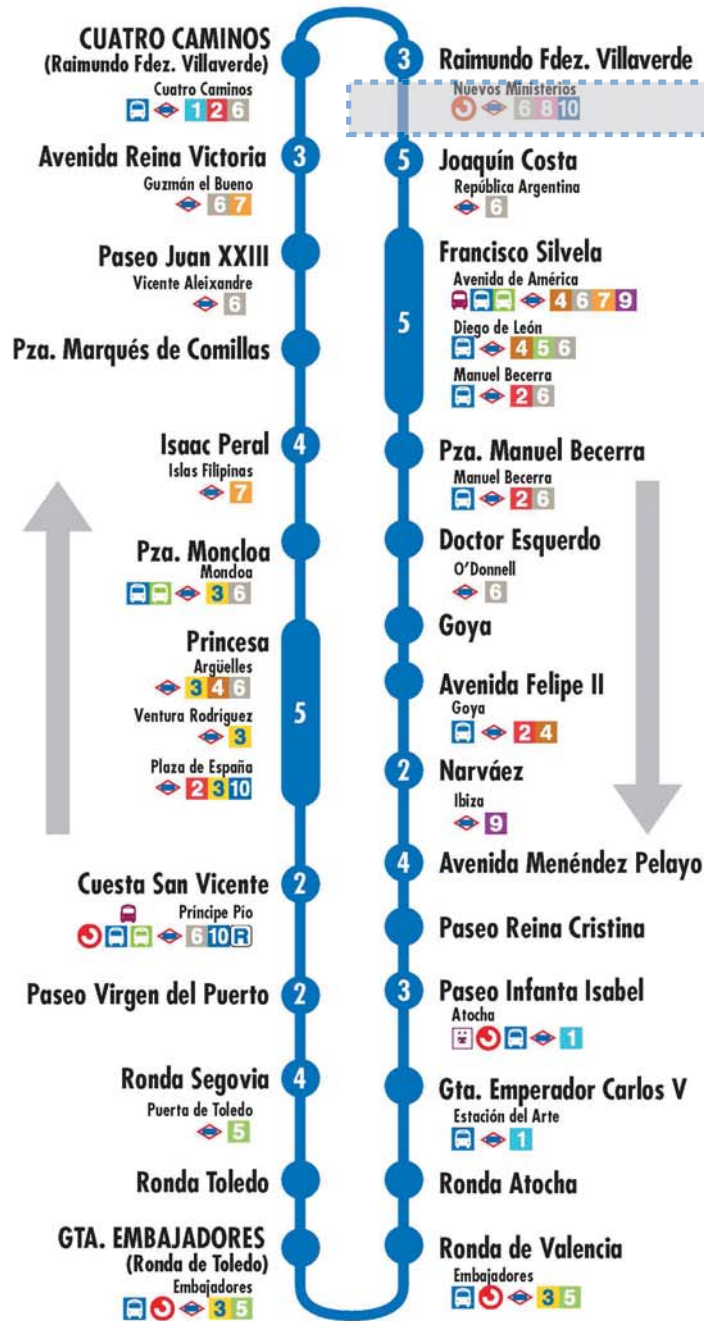 CUATRO CAMINOS
(Raimundo Fdez. Villaverde)
Cuatro Caminos
1 2 6
3
Avenida Reina Victoria
Guzmán el Bueno
6 7
Paseo Juan XXIII
Vicente Aleixandre
6
Pza. Marqués de Comillas
Isaac Peral
4
Islas Filipinas
7
Pza. Moncloa
Moncloa
3 6
Princesa
Argüelles
3 4 6
5
Ventura Rodríguez
3
Plaza de España
2 3 10
Cuesta San Vicente
2
Príncipe Pío
6 10 R
Paseo Virgen del Puerto
2
Ronda Segovia
4
Puerta de Toledo
5
Ronda Toledo
GTA. EMBAJADORES
(Ronda de Toledo)
Embajadores
3 5
3
Raimundo Fdez. Villaverde
Nuevos Ministerios
6 8 10
5
Joaquín Costa
República Argentina
6
Francisco Silvela
Avenida de América
4 6 7 9
5
Diego de León
4 5 6
Manuel Becerra
2 6
Pza. Manuel Becerra
Manuel Becerra
2 6
Doctor Esquerdo
O'Donnell
6
Goya
Avenida Felipe II
Goya
2 4
2
Narváez
Ibiza
9
4
Avenida Menéndez Pelayo
Paseo Reina Cristina
3
Paseo Infanta Isabel
Atocha
1
Gta. Emperador Carlos V
Estación del Arte
1
Ronda Atocha
Ronda de Valencia
Embajadores
3 5